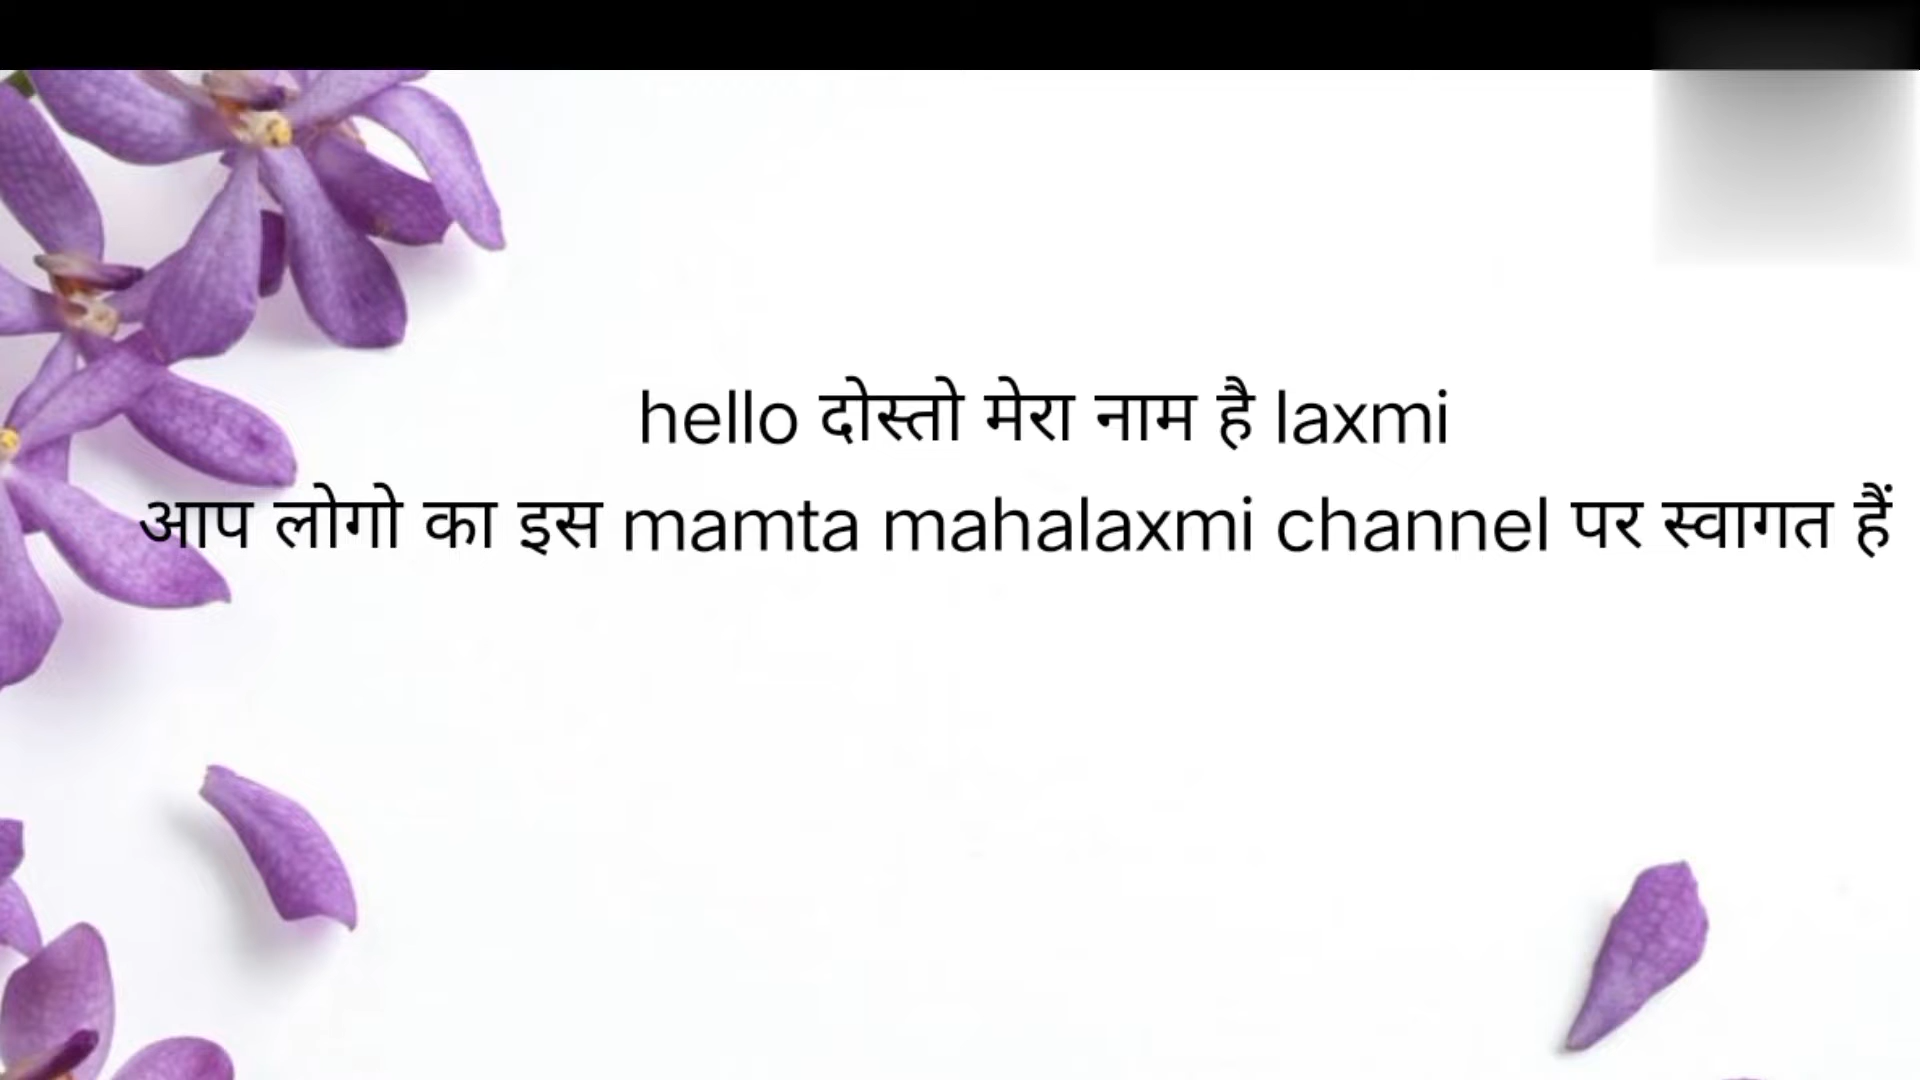 hello दोस्तो मेरा नाम है laxmi
आप लोगो का इस mamta mahalaxmi channel पर स्वागत हैं